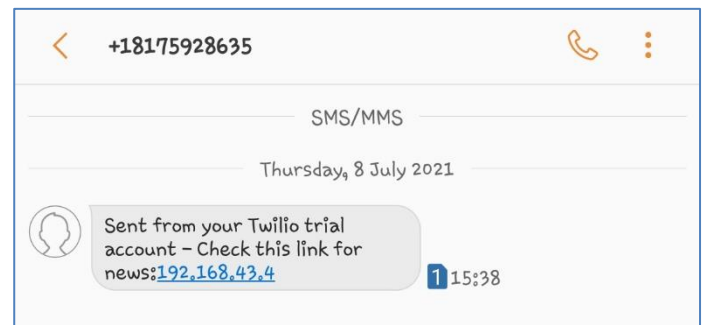 +18175928635
SMS/MMS
Thursday, 8 July 2021
Sent from your Twilio trial
account - Check this link for
news:192.168.43.4
1 15:38